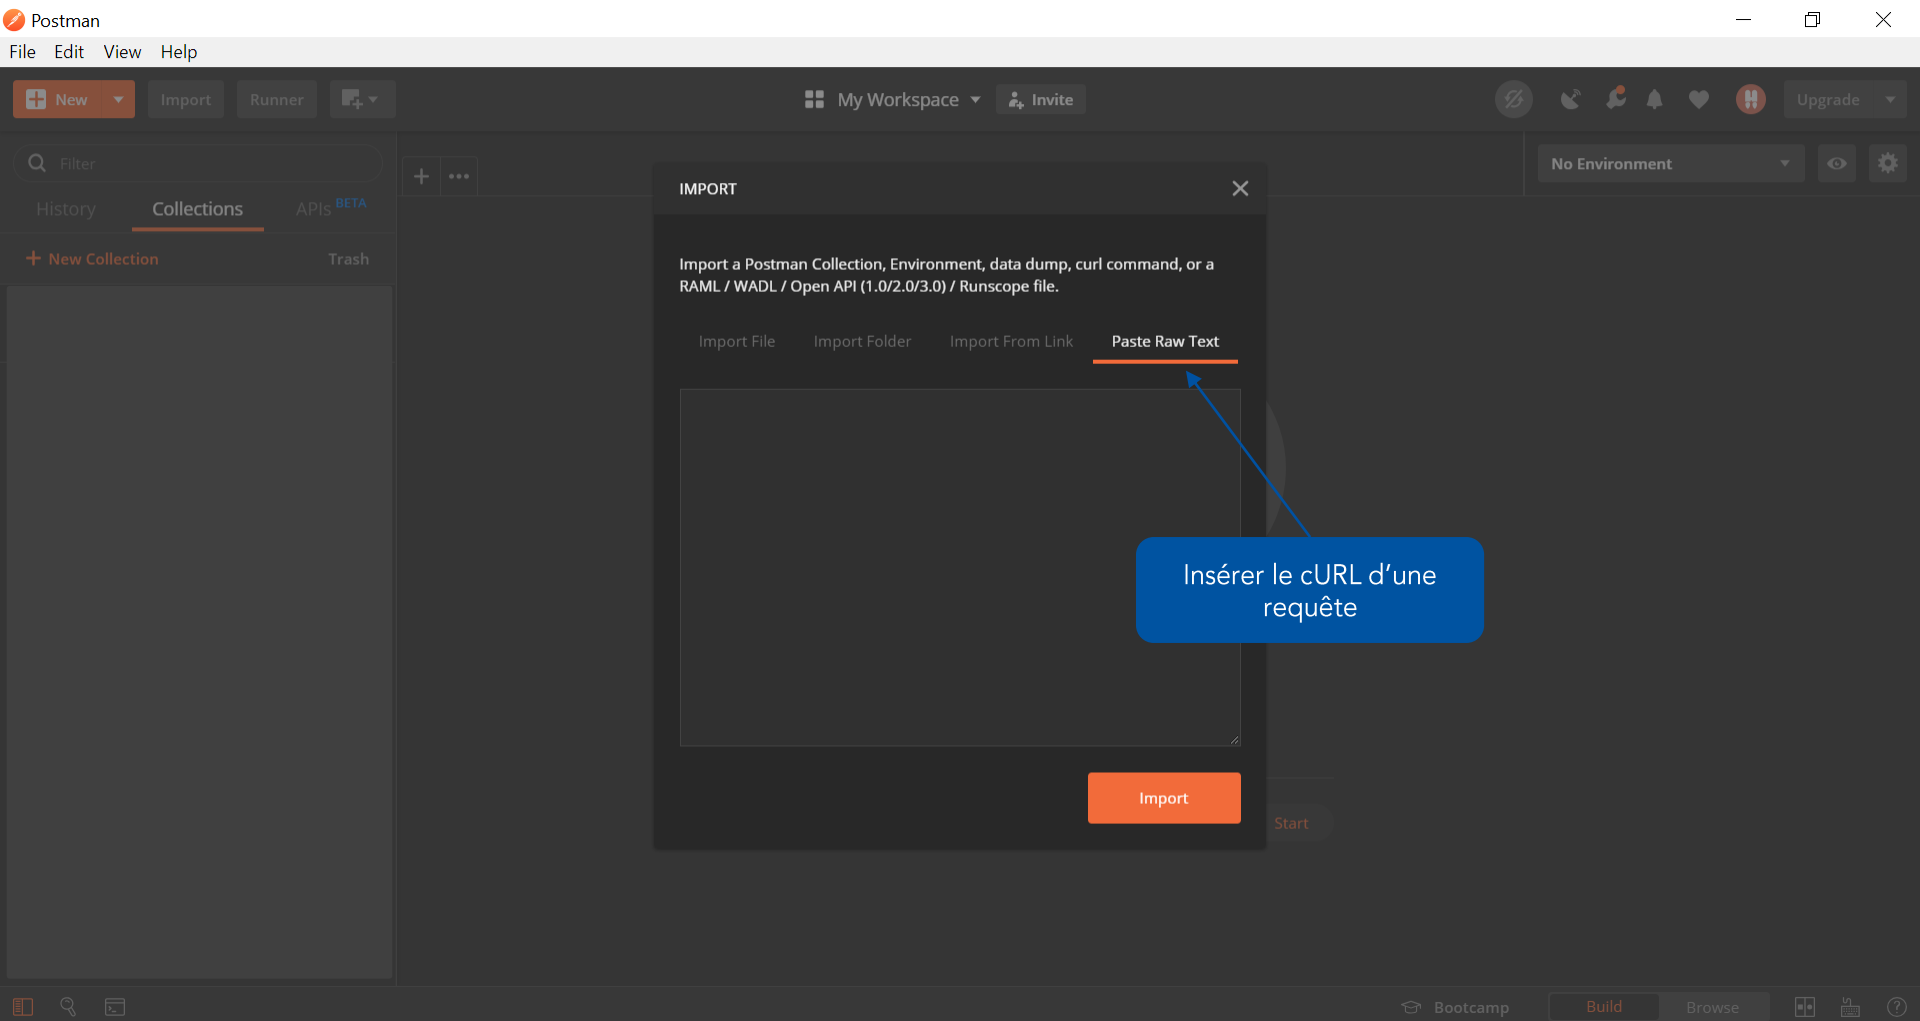 Postman
File Edit View Help
New Import Runner My Workspace Invite Upgrade
Filter
No Environment
History Collections APIs BETA
+ New Collection Trash
IMPORT
Import a Postman Collection, Environment, data dump, curl command, or a
RAML / WADL / Open API (1.0/2.0/3.0) / Runscope file.
Import File Import Folder Import From Link Paste Raw Text
Insérer le cURL d’une
requête
Import
Start
Bootcamp Build Browse